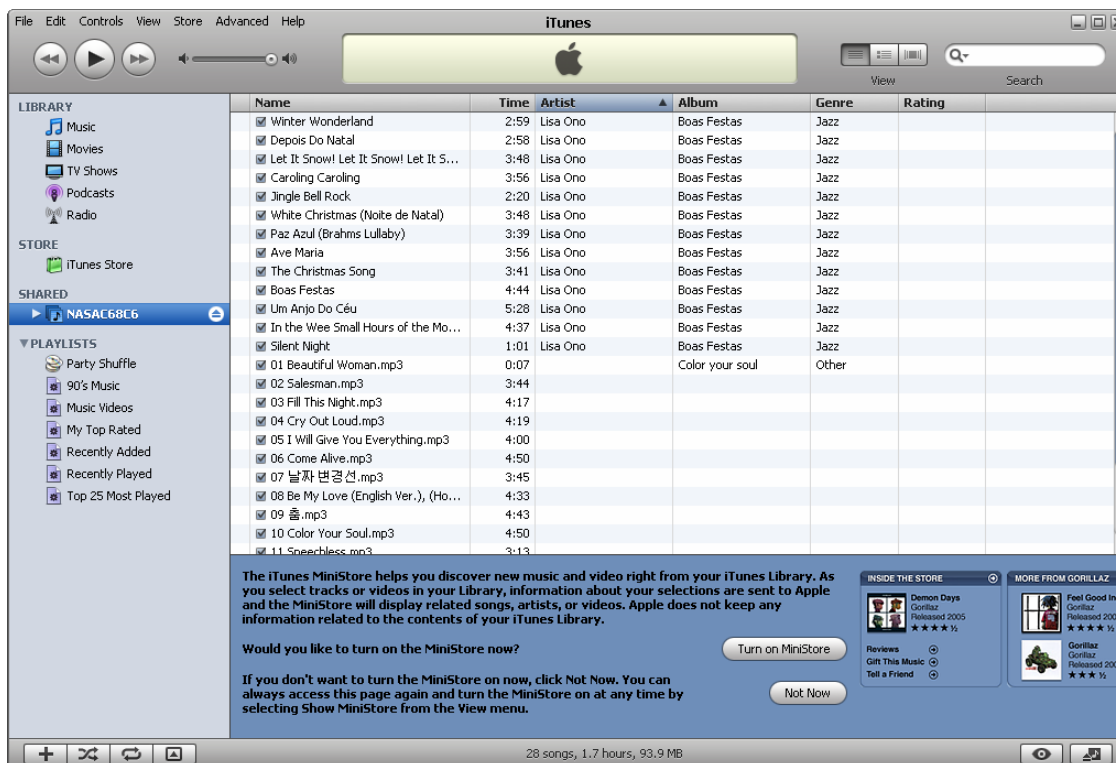 File Edit Controls View Store Advanced Help
iTunes
View
Search
LIBRARY
Music
Movies
TV Shows
Podcasts
Radio
STORE
iTunes Store
SHARED
NASAC68C6
PLAYLISTS
Party Shuffle
90's Music
Music Videos
My Top Rated
Recently Added
Recently Played
Top 25 Most Played
Name Time Artist Album Genre Rating
Winter Wonderland 2:59 Lisa Ono Boas Festas Jazz
Depois Do Natal 2:58 Lisa Ono Boas Festas Jazz
Let It Snow! Let It Snow! Let It S... 3:48 Lisa Ono Boas Festas Jazz
Caroling Caroling 3:56 Lisa Ono Boas Festas Jazz
Jingle Bell Rock 2:20 Lisa Ono Boas Festas Jazz
White Christmas (Noite de Natal) 3:48 Lisa Ono Boas Festas Jazz
Paz Azul (Brahms Lullaby) 3:39 Lisa Ono Boas Festas Jazz
Ave Maria 3:56 Lisa Ono Boas Festas Jazz
The Christmas Song 3:41 Lisa Ono Boas Festas Jazz
Boas Festas 4:44 Lisa Ono Boas Festas Jazz
Um Anjo Do Céu 5:28 Lisa Ono Boas Festas Jazz
In the Wee Small Hours of the Mo... 4:37 Lisa Ono Boas Festas Jazz
Silent Night 1:01 Lisa Ono Boas Festas Jazz
01 Beautiful Woman.mp3 0:07 Color your soul Other
02 Salesman.mp3 3:44
03 Fill This Night.mp3 4:17
04 Cry Out Loud.mp3 4:19
05 I Will Give You Everything.mp3 4:00
06 Come Alive.mp3 4:50
07 날짜 변경선.mp3 3:45
08 Be My Love (English Ver.), (Ho... 4:33
09 춤.mp3 4:43
10 Color Your Soul.mp3 4:50
11 Speechless.mp3 3:13
The iTunes MiniStore helps you discover new music and video right from your iTunes Library. As
you select tracks or videos in your Library, information about your selections are sent to Apple
and the MiniStore will display related songs, artists, or videos. Apple does not keep any
information related to the contents of your iTunes Library.
Would you like to turn on the MiniStore now?
Turn on MiniStore
If you don't want to turn the MiniStore on now, click Not Now. You can
always access this page again and turn the MiniStore on at any time by
selecting Show MiniStore from the View menu.
Not Now
INSIDE THE STORE
Demon Days
Gorillaz
Released 2005
Reviews
Gift This Music
Tell a Friend
MORE FROM GORILLAZ
Feel Good In
Gorillaz
Released 200
Gorillaz
Gorillaz
Released 200
28 songs, 1.7 hours, 93.9 MB